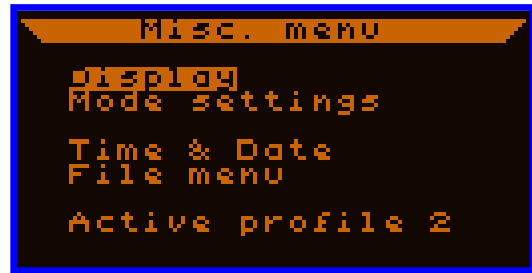 Misc. menu
Display
Mode settings
Time & Date
File menu
Active profile 2